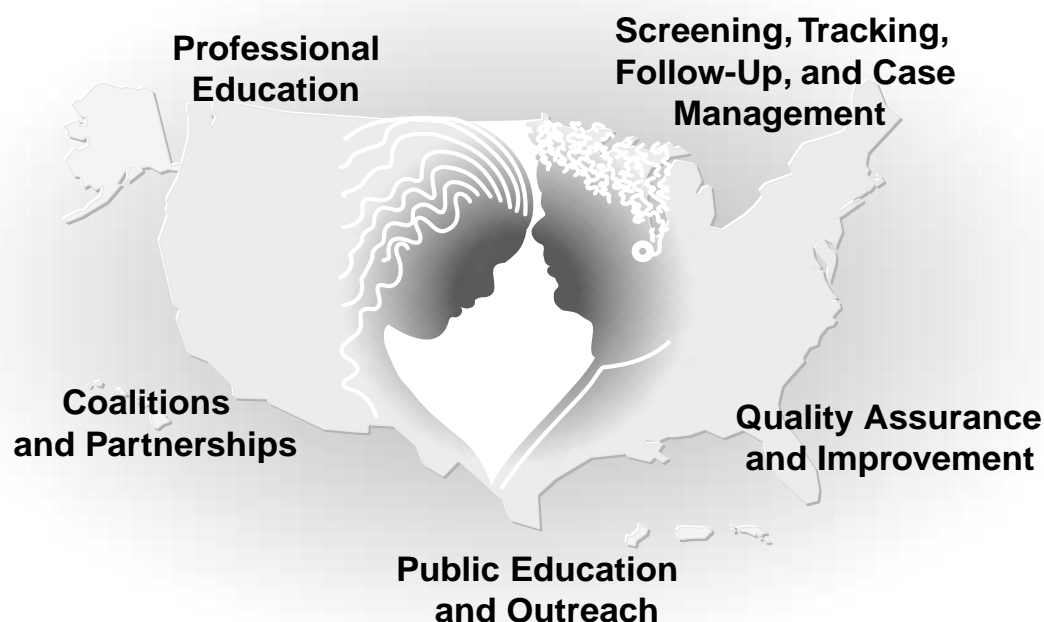 Professional
Education
Screening, Tracking,
Follow-Up, and Case
Management
Coalitions
and Partnerships
Quality Assurance
and Improvement
Public Education
and Outreach